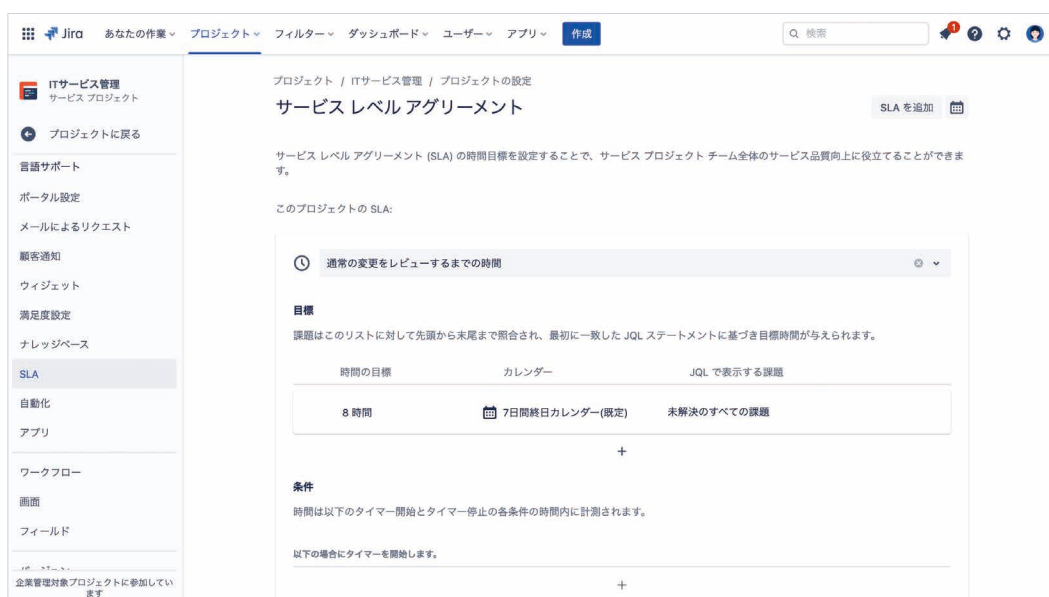 Jira あなたの作業 プロジェクト フィルター ダッシュボード ユーザー アプリ 作成 検索 1
ITサービス管理
サービス プロジェクト
プロジェクトに戻る
言語サポート
ポータル設定
メールによるリクエスト
顧客通知
ウィジェット
満足度設定
ナレッジベース
SLA
自動化
アプリ
ワークフロー
画面
フィールド
企業管理対象プロジェクトに参加してい
ます
プロジェクト / ITサービス管理 / プロジェクトの設定
サービス レベル アグリーメント
SLA を追加
サービス レベル アグリーメント (SLA) の時間目標を設定することで、サービス プロジェクト チーム全体のサービス品質向上に役立てることができま
す。
このプロジェクトの SLA:
通常の変更をレビューするまでの時間
目標
課題はこのリストに対して先頭から末尾まで照合され、最初に一致した JQL ステートメントに基づき目標時間が与えられます。
時間の目標 カレンダー JQL で表示する課題
8 時間 7日間終日カレンダー(既定) 未解決のすべての課題
+
条件
時間は以下のタイマー開始とタイマー停止の各条件の時間内に計測されます。
以下の場合にタイマーを開始します。
+